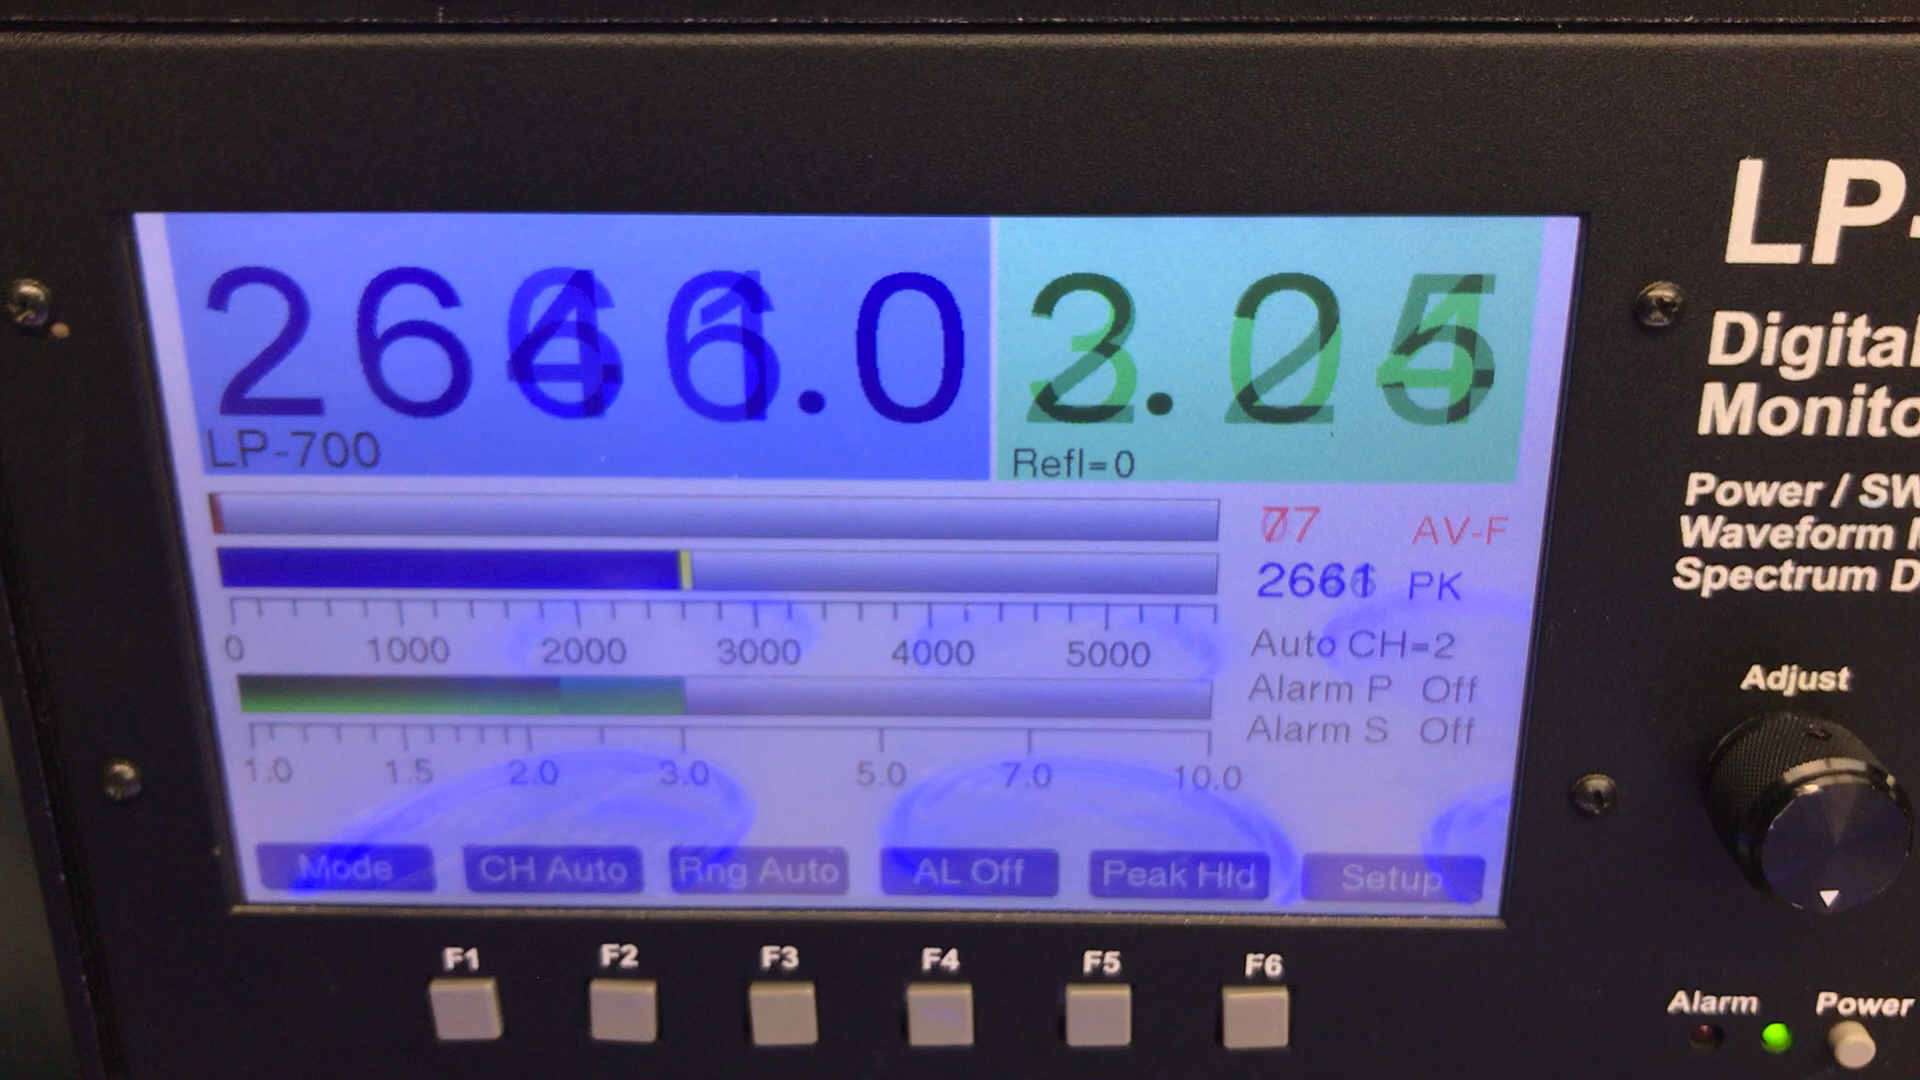 LP-
Digital
Monito
Power / SW
Waveform
Spectrum D
LP-700
Refl=0
AV-F
PK
0 1000 2000 3000 4000 5000
Auto CH=2
Alarm P Off
Alarm S Off
1.0 1.5 2.0 3.0 5.0 7.0 10.0
Mode CH Auto Rng Auto AL Off Peak Hld Setup
F1 F2 F3 F4 F5 F6
Adjust
Alarm Power